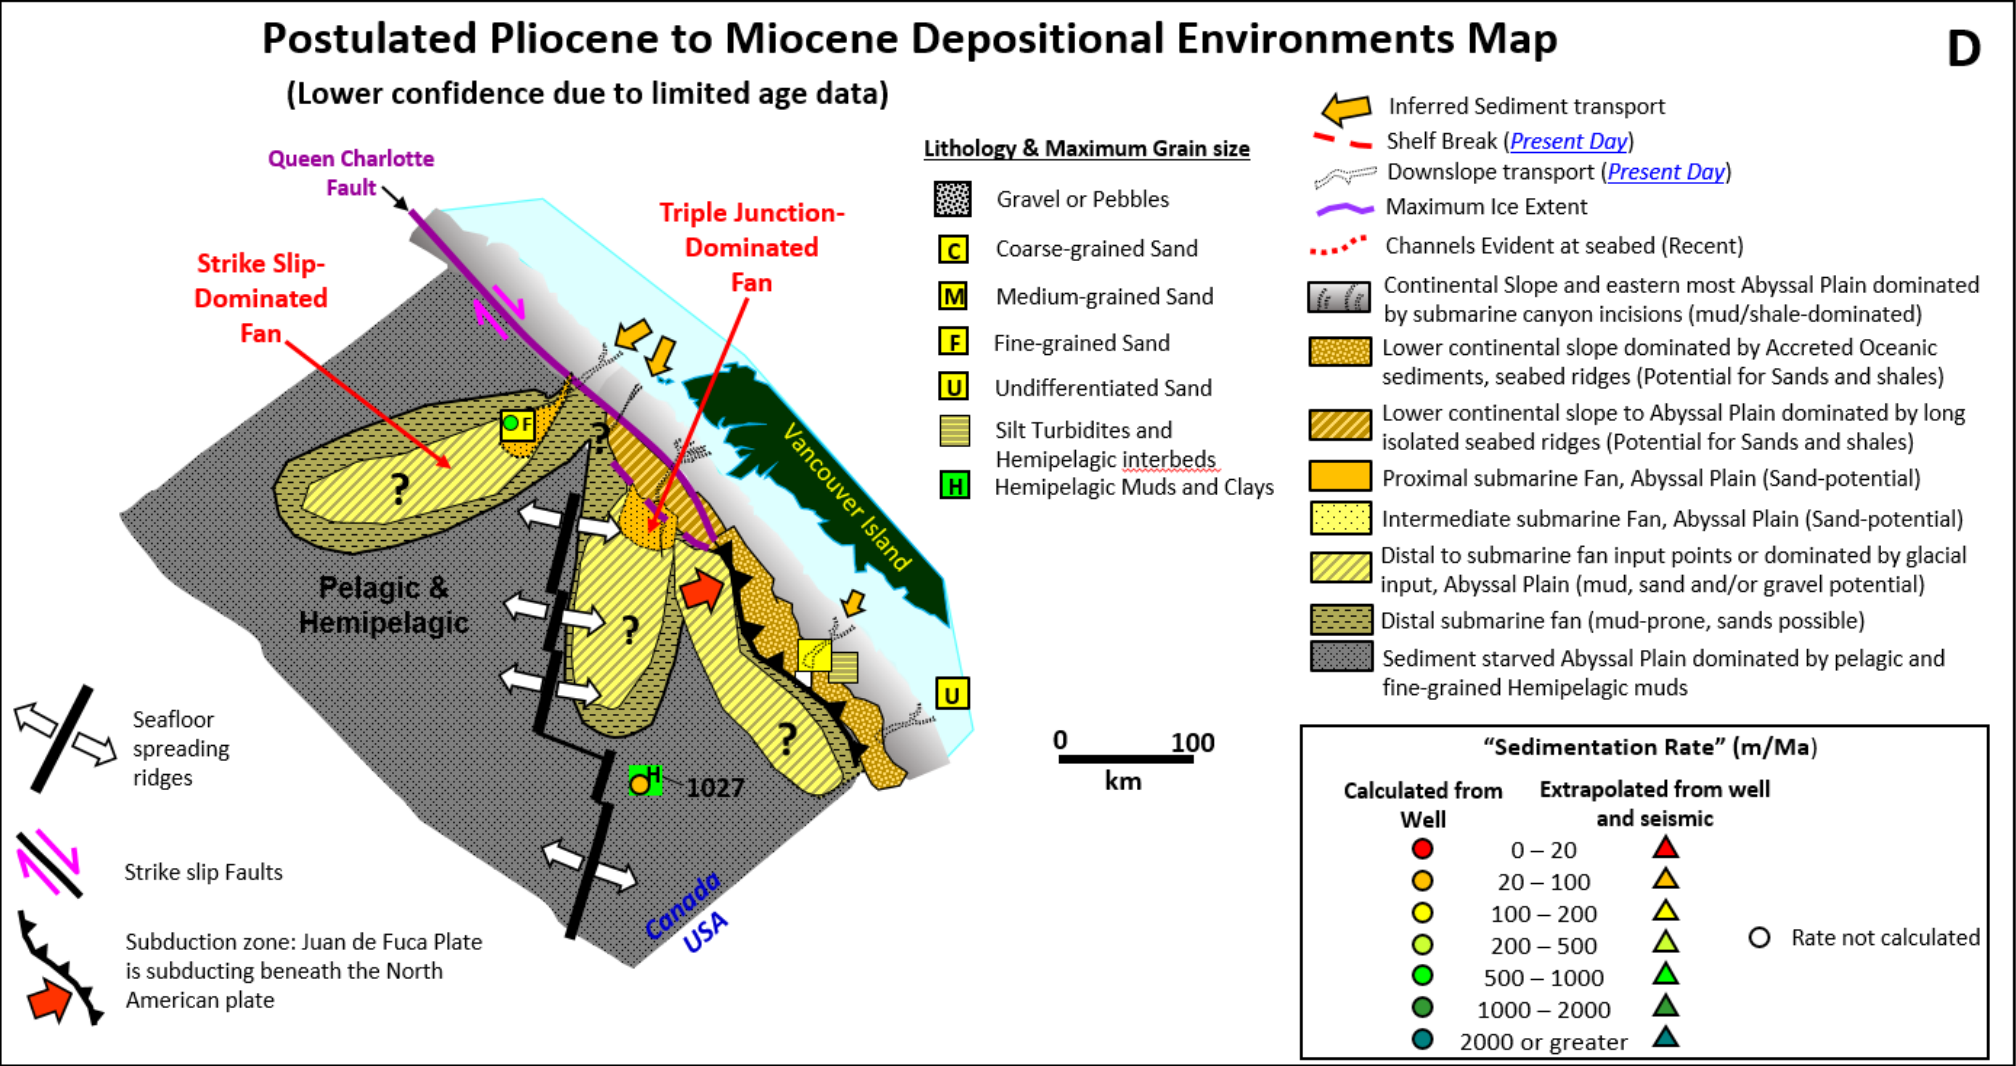 Postulated Pliocene to Miocene Depositional Environments Map
D
(Lower confidence due to limited age data)
Queen Charlotte
Fault
Strike Slip-
Dominated
Fan
Triple Junction-
Dominated
Fan
F
?
?
?
?
Vancouver Island
Pelagic &
Hemipelagic
H
1027
U
Canada
USA
0 100
km
Seafloor
spreading
ridges
Strike slip Faults
Subduction zone: Juan de Fuca Plate
is subducting beneath the North
American plate
Lithology & Maximum Grain size
Gravel or Pebbles
C Coarse-grained Sand
M Medium-grained Sand
F Fine-grained Sand
U Undifferentiated Sand
Silt Turbidites and
Hemipelagic interbeds
H Hemipelagic Muds and Clays
Inferred Sediment transport
Shelf Break (Present Day)
Downslope transport (Present Day)
Maximum Ice Extent
Channels Evident at seabed (Recent)
Continental Slope and eastern most Abyssal Plain dominated
by submarine canyon incisions (mud/shale-dominated)
Lower continental slope dominated by Accreted Oceanic
sediments, seabed ridges (Potential for Sands and shales)
Lower continental slope to Abyssal Plain dominated by long
isolated seabed ridges (Potential for Sands and shales)
Proximal submarine Fan, Abyssal Plain (Sand-potential)
Intermediate submarine Fan, Abyssal Plain (Sand-potential)
Distal to submarine fan input points or dominated by glacial
input, Abyssal Plain (mud, sand and/or gravel potential)
Distal submarine fan (mud-prone, sands possible)
Sediment starved Abyssal Plain dominated by pelagic and
fine-grained Hemipelagic muds
“Sedimentation Rate” (m/Ma)
Calculated from
Well
Extrapolated from well
and seismic
0 – 20
20 – 100
100 – 200
200 – 500
500 – 1000
1000 – 2000
2000 or greater
Rate not calculated